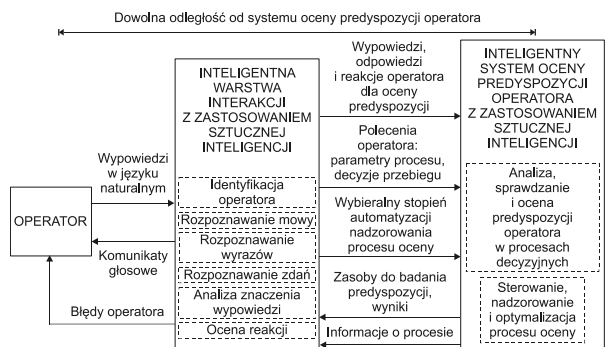 Dowolna odległość od systemu oceny predyspozycji operatora
OPERATOR
Wypowiedzi
w języku
naturalnym
Komunikaty
głosowe
Błędy operatora
INTELIGENTNA
WARSTWA
INTERAKCJI
Z ZASTOSOWANIEM
SZTUCZNEJ
INTELIGENCJI
Identyfikacja
operatora
Rozpoznawanie mowy
Rozpoznawanie
wyrazów
Rozpoznawanie zdań
Analiza znaczenia
wypowiedzi
Ocena reakcji
Wypowiedzi,
odpowiedzi
i reakcje operatora
dla oceny
predyspozycji
Polecenia
operatora:
parametry procesu,
decyzje przebiegu
Wybieralny stopień
automatyzacji
nadzorowania
procesu oceny
Zasoby do badania
predyspozycji,
wyniki
Informacje o procesie
INTELIGENTNY
SYSTEM OCENY
PREDYSPOZYCJI
OPERATORA
Z ZASTOSOWANIEM
SZTUCZNEJ
INTELIGENCJI
Analiza,
sprawdzanie
i ocena
predyspozycji
operatora
w procesach
decyzyjnych
Sterowanie,
nadzorowanie
i optymalizacja
procesu oceny